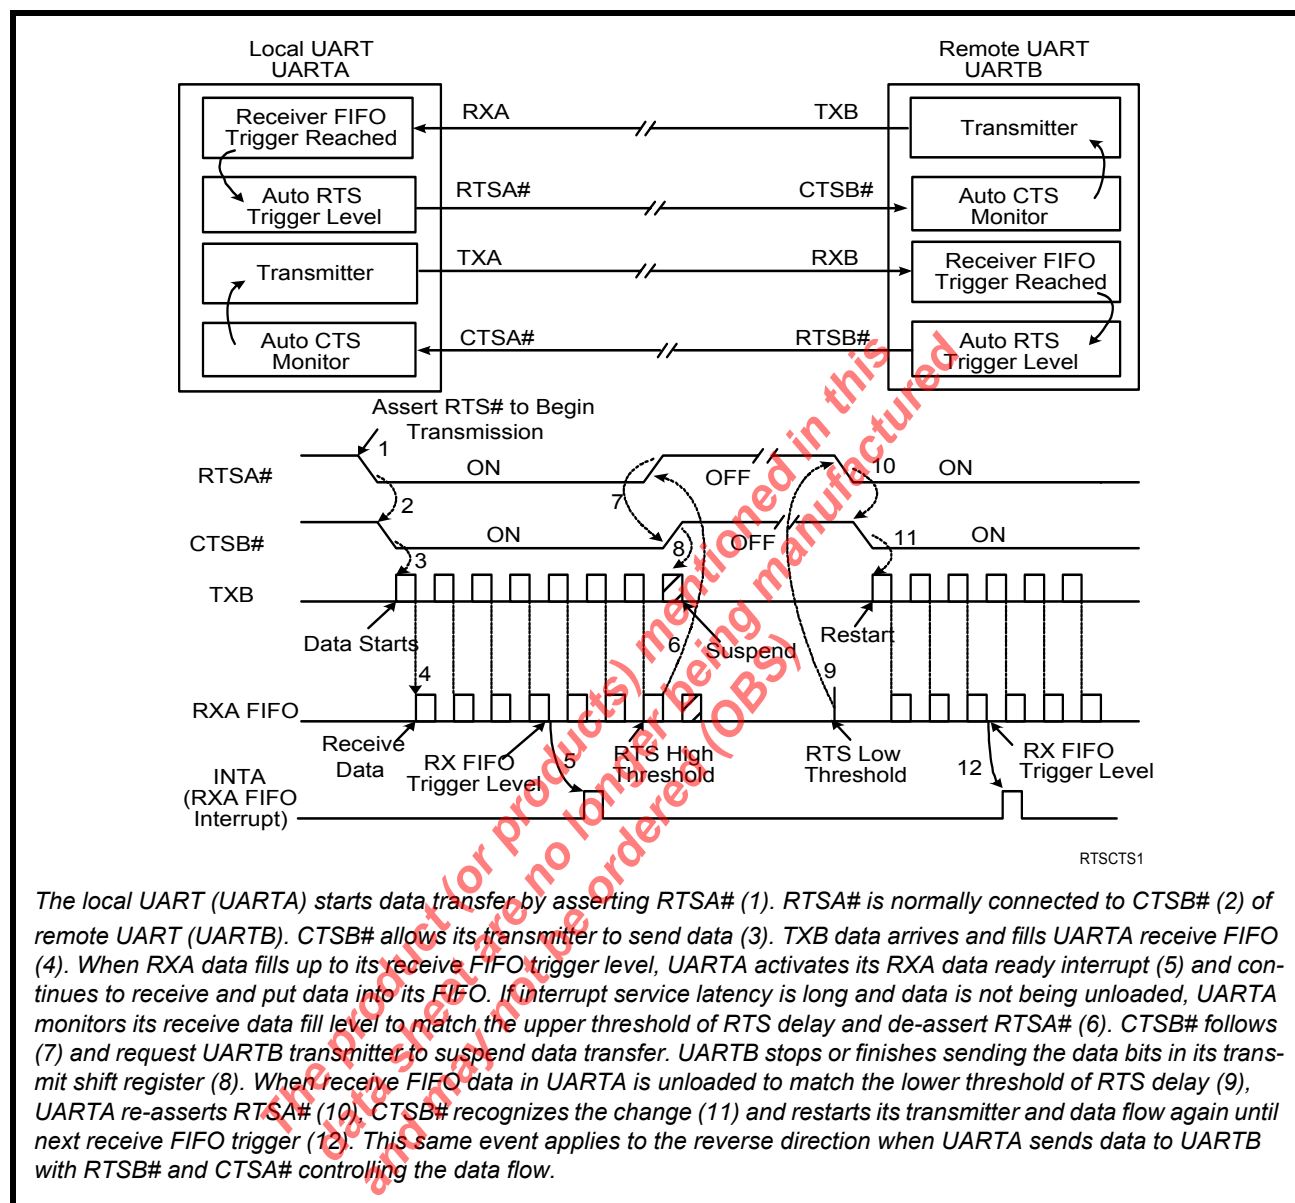 Local UART
UARTA
Remote UART
UARTB
Receiver FIFO
Trigger Reached
RXA
TXB
Transmitter
Auto RTS
Trigger Level
RTSA#
CTSB#
Auto CTS
Monitor
Transmitter
TXA
RXB
Receiver FIFO
Trigger Reached
Auto CTS
Monitor
CTSA#
RTSB#
Auto RTS
Trigger Level
Assert RTS# to Begin
Transmission
RTSA#
1
ON
OFF
10
ON
2
7
CTSB#
ON
8
OFF
11
ON
3
TXB
Data Starts
6
Suspend
Restart
4
9
RXA FIFO
Receive
Data
RX FIFO
Trigger Level
5
RTS High
Threshold
RTS Low
Threshold
12
RX FIFO
Trigger Level
INTA
(RXA FIFO
Interrupt)
RTSCTS1
The local UART (UARTA) starts data transfer by asserting RTSA# (1). RTSA# is normally connected to CTSB# (2) of
remote UART (UARTB). CTSB# allows its transmitter to send data (3). TXB data arrives and fills UARTA receive FIFO
(4). When RXA data fills up to its receive FIFO trigger level, UARTA activates its RXA data ready interrupt (5) and con-
tinues to receive and put data into its FIFO. If interrupt service latency is long and data is not being unloaded, UARTA
monitors its receive data fill level to match the upper threshold of RTS delay and de-assert RTSA# (6). CTSB# follows
(7) and request UARTB transmitter to suspend data transfer. UARTB stops or finishes sending the data bits in its trans-
mit shift register (8). When receive FIFO data in UARTA is unloaded to match the lower threshold of RTS delay (9),
UARTA re-asserts RTSA# (10), CTSB# recognizes the change (11) and restarts its transmitter and data flow again until
next receive FIFO trigger (12). This same event applies to the reverse direction when UARTA sends data to UARTB
with RTSB# and CTSA# controlling the data flow.
The product (or products) mentioned in this
data sheet are no longer being manufactured
and may not be ordered (OBS)